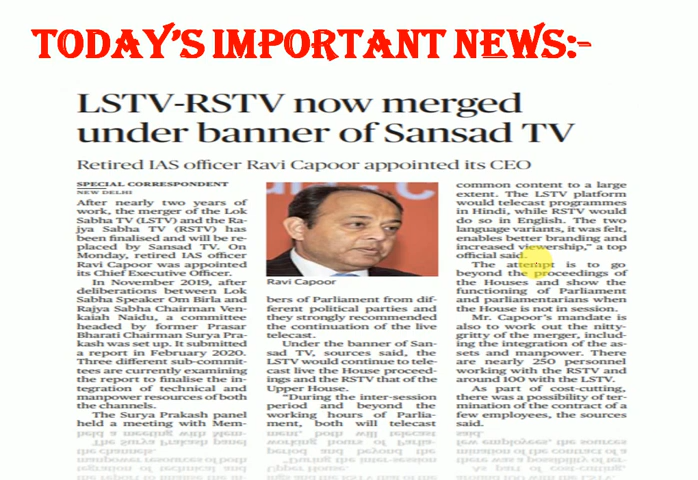 TODAY'S IMPORTANT NEWS:-
LSTV-RSTV now merged
under banner of Sansad TV
Retired IAS officer Ravi Capoor appointed its CEO
SPECIAL CORRESPONDENT
NEW DELHI
After nearly two years of
work, the merger of the Lok
Sabha TV (LSTV) and the Ra-
jya Sabha TV (RSTV) has
been finalised and will be re-
placed by Sansad TV. On
Monday, retired IAS officer
Ravi Capoor was appointed
its Chief Executive Officer.
In November 2019, after
deliberations between Lok
Sabha Speaker Om Birla and
Rajya Sabha Chairman Ven-
kaiah Naidu, a committee
headed by former Prasar
Bharati Chairman Surya Pra-
kash was set up. It submitted
a report in February 2020.
Three different sub-commit-
tees are currently examining
the report to finalise the in-
tegration of technical and
manpower resources of both
the channels.
The Surya Prakash panel
held a meeting with Mem-
Ravi Capoor
bers of Parliament from dif-
ferent political parties and
they strongly recommended
the continuation of the live
telecast.
Under the banner of San-
sad TV, sources said, the
LSTV would continue to tele-
cast live the House proceed-
ings and the RSTV that of the
Upper House.
"During the inter-session
period and beyond the
working hours of Parlia-
ment, both will telecast
common content to a large
extent. The LSTV platform
would telecast programmes
in Hindi, while RSTV would
do so in English. The two
language variants, it was felt,
enables better branding and
increased viewership," a top
official said.
The attempt is to go
beyond the proceedings of
the Houses and show the
functioning of Parliament
and parliamentarians when
the House is not in session.
Mr. Capoor's mandate is
also to work out the nitty-
gritty of the merger, includ-
ing the integration of the as-
sets and manpower. There
are nearly 250 personnel
working with the RSTV and
around 100 with the LSTV.
As part of cost-cutting,
there was a possibility of ter-
mination of the contract of a
few employees, the sources
said.